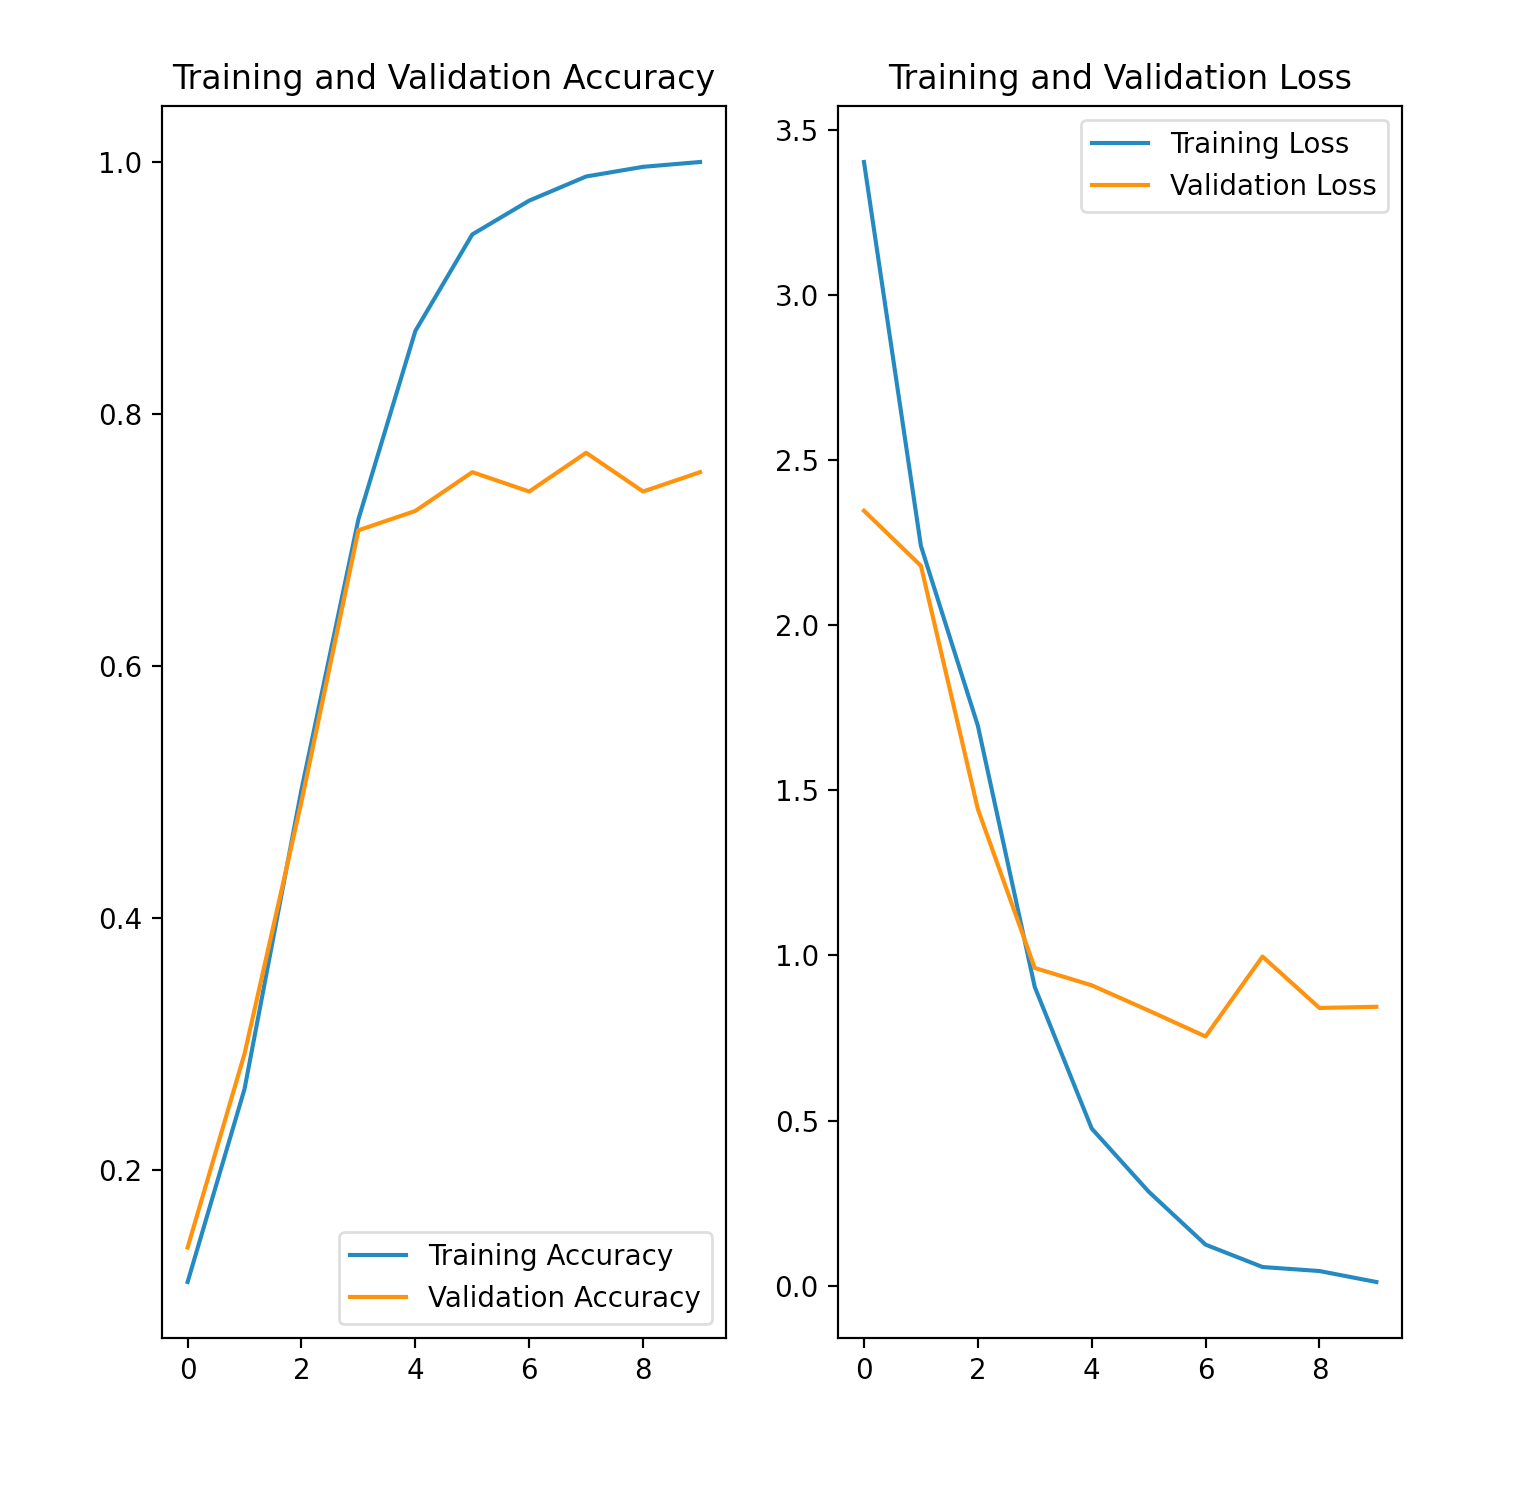 Training and Validation Accuracy
1.0
0.8
0.6
0.4
0.2
Training Accuracy
Validation Accuracy
0 2 4 6 8
Training and Validation Loss
3.5
3.0
2.5
2.0
1.5
1.0
0.5
0.0
Training Loss
Validation Loss
0 2 4 6 8